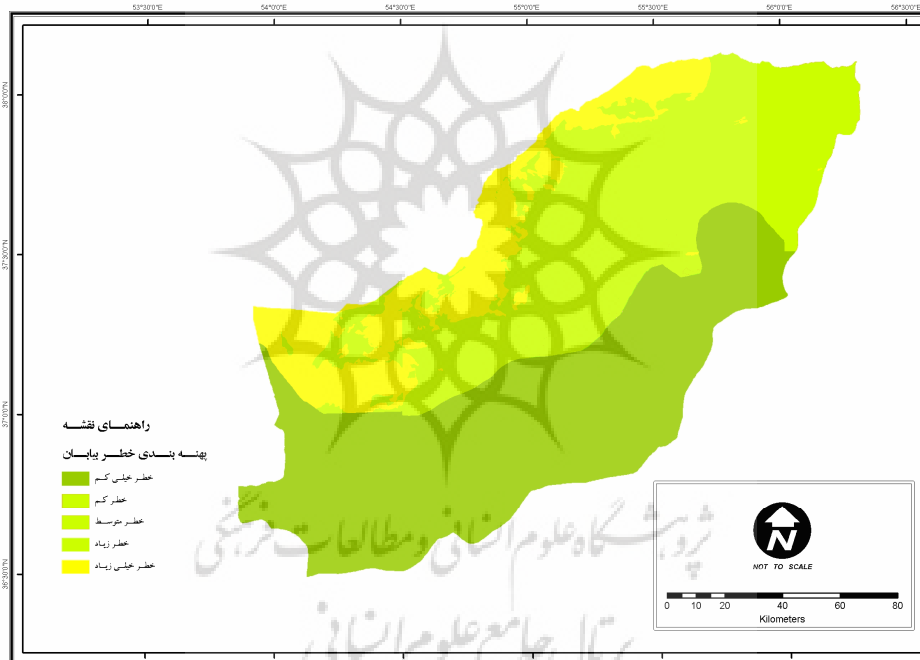 53°30'0"E 54°0'0"E 54°30'0"E 55°0'0"E 55°30'0"E 56°0'0"E 56°30'0"E
38°0'0"N
37°30'0"N
37°0'0"N
36°30'0"N
راهنمای نقشه
پهنه بندی خطر بیابان
خطر خیلی کم
خطر کم
خطر متوسط
خطر زیاد
خطر خیلی زیاد
N
NOT TO SCALE
0 10 20 40 60 80
Kilometers
پژوهشگاه علوم انسانی و مطالعات فرهنگی
پرتال جامع علوم انسانی